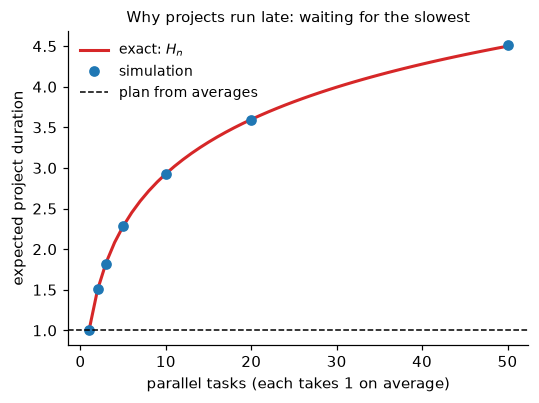 Why projects run late: waiting for the slowest
exact: Hₙ
simulation
plan from averages
expected project duration
4.5
4.0
3.5
3.0
2.5
2.0
1.5
1.0
0
10
20
30
40
50
parallel tasks (each takes 1 on average)